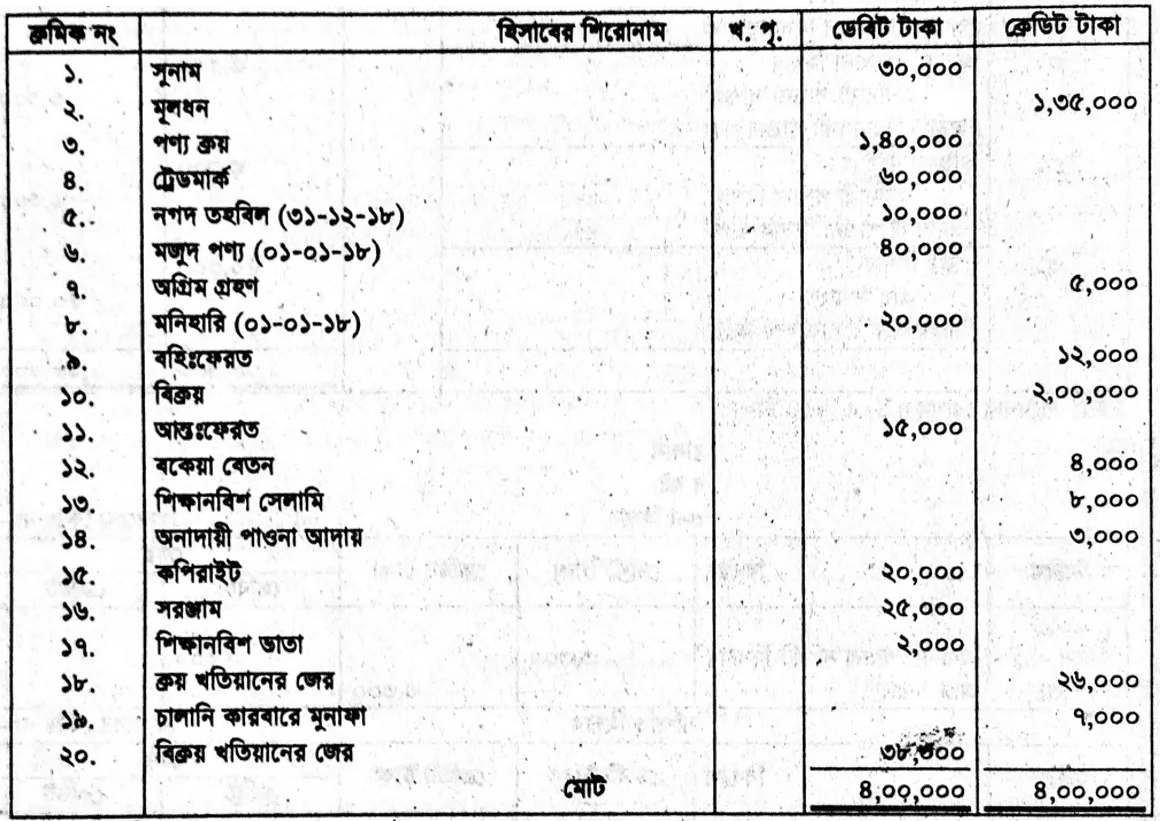 ক্রমিক নং হিসাবের শিরোনাম খ. পৃ. ডেবিট টাকা ক্রেডিট টাকা
১. সুনাম ৩০,০০০
২. মূলধন ১,৩৫,০০০
৩. পণ্য ক্রয় ১,৪০,০০০
৪. ট্রেডমার্ক ৬০,০০০
৫. নগদ তহবিল (৩১-১২-১৮) ১০,০০০
৬. মজুদ পণ্য (০১-০১-১৮) ৪০,০০০
৭. অগ্রিম গ্রহণ ৫,০০০
৮. মনিহারি (০১-০১-১৮) ২০,০০০
৯. বহিঃফেরত ১২,০০০
১০. বিক্রয় ২,০০,০০০
১১. আন্তঃফেরত ১৫,০০০
১২. বকেয়া বেতন ৪,০০০
১৩. শিক্ষানবিশ সেলামি ৮,০০০
১৪. অনাদায়ী পাওনা আদায় ৩,০০০
১৫. কপিরাইট ২০,০০০
১৬. সরঞ্জাম ২৫,০০০
১৭. শিক্ষানবিশ ভাতা ২,০০০
১৮. ক্রয় খতিয়ানের জের ২৬,০০০
১৯. চালানি কারবারে মুনাফা ৭,০০০
২০. বিক্রয় খতিয়ানের জের ৩৮,০০০
মোট ৪,০০,০০০ ৪,০০,০০০